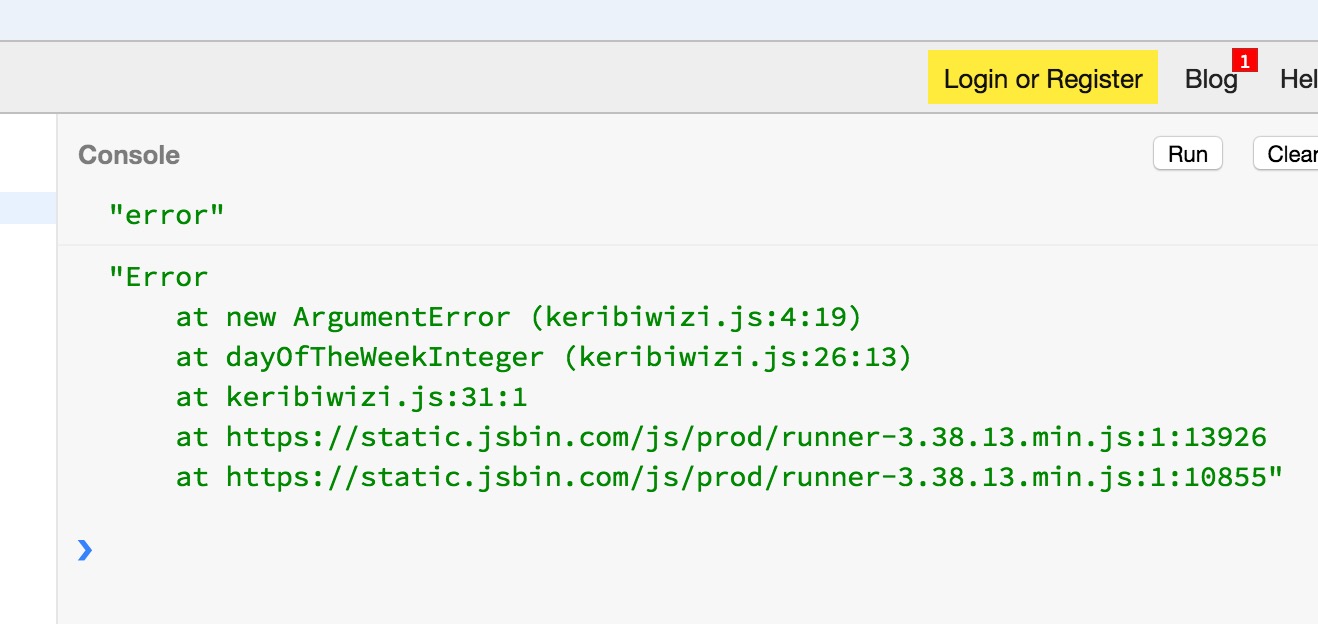 Login or Register Blog 1
Console Run
"error"
"Error
at new ArgumentError (keribiwizi.js:4:19)
at dayOfTheWeekInteger (keribiwizi.js:26:13)
at keribiwizi.js:31:1
at https://static.jsbin.com/js/prod/runner-3.38.13.min.js:1:13926
at https://static.jsbin.com/js/prod/runner-3.38.13.min.js:1:10855"
❯